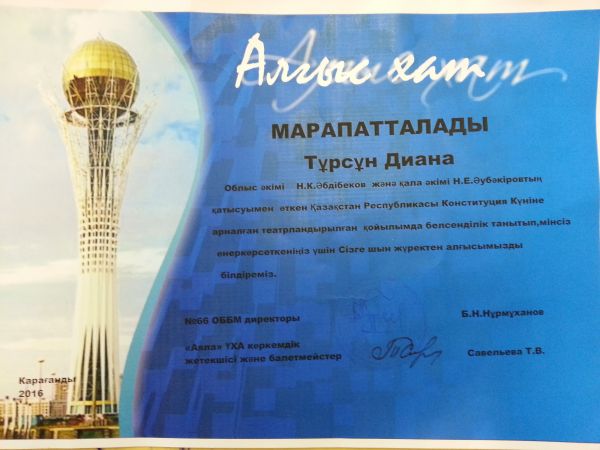 Алғыс хат
МАРАПАТТАЛАДЫ
Тұрсұн Диана
Облыс әкімі Н.К.Әбдібеков және қала әкімі Н.Е.Әубәкіровтың
қатысуымен өткен Қазақстан Республикасы Конституция Күніне
арналған театрландырылған қойылымда белсенділік танытып,мінсіз
өнеркөрсеткеніңіз үшін Сізге шын жүректен алғысымызды
білдіреміз.
№66 ОББМ директоры Б.Н.Нұрмұханов
«Аяла» ҮХА көркемдік
жетекшісі және балетмейстер Савельева Т.В.
Қарағанды
2016